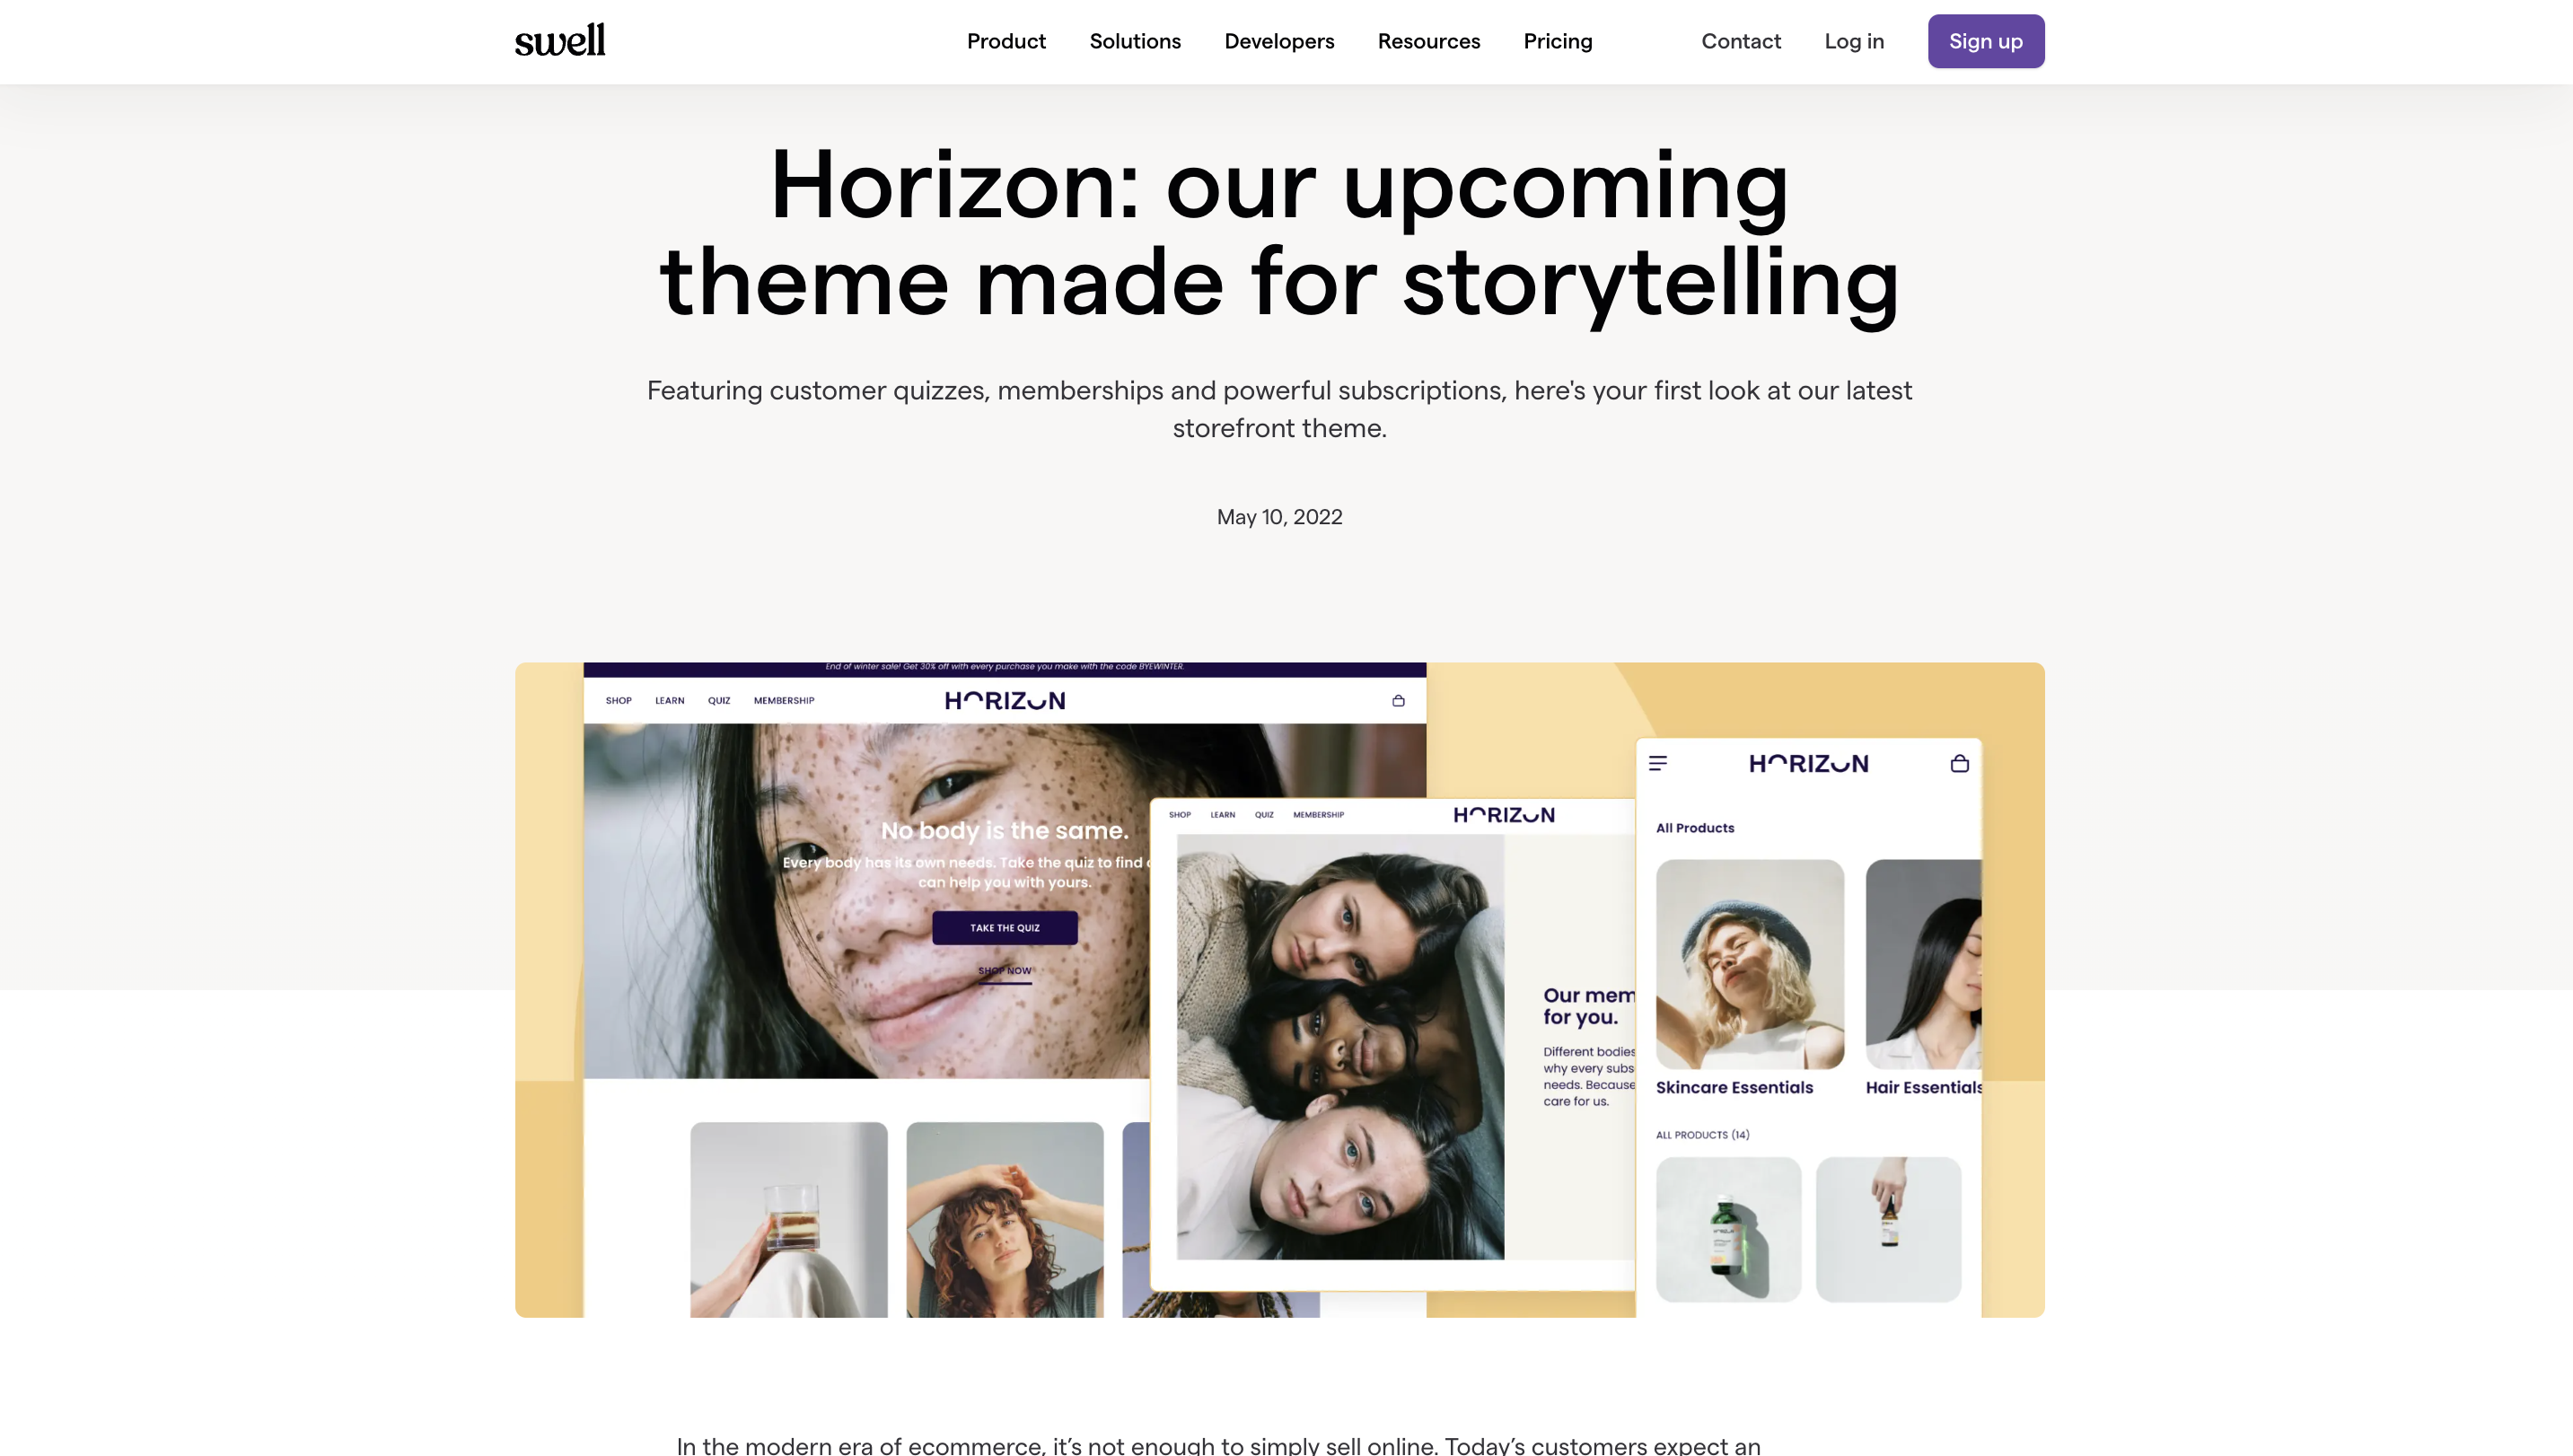 swell
Product Solutions Developers Resources Pricing Contact Log in Sign up
Horizon: our upcoming
theme made for storytelling
Featuring customer quizzes, memberships and powerful subscriptions, here's your first look at our latest
storefront theme.
May 10, 2022
End of winter sale! Get 30% off with every purchase you make with the code BYEWINTER.
SHOP LEARN QUIZ MEMBERSHIP HORIZON
No body is the same.
Every body has its own needs. Take the quiz to find
can help you with yours.
TAKE THE QUIZ
SHOP NOW
SHOP LEARN QUIZ MEMBERSHIP HORIZON
Our mem
for you.
Different bodies
why every subs
needs. Because
care for us.
HORIZON
All Products
Skincare Essentials Hair Essentials
ALL PRODUCTS (14)
In the modern era of ecommerce, it’s not enough to simply sell online. Today’s customers expect an